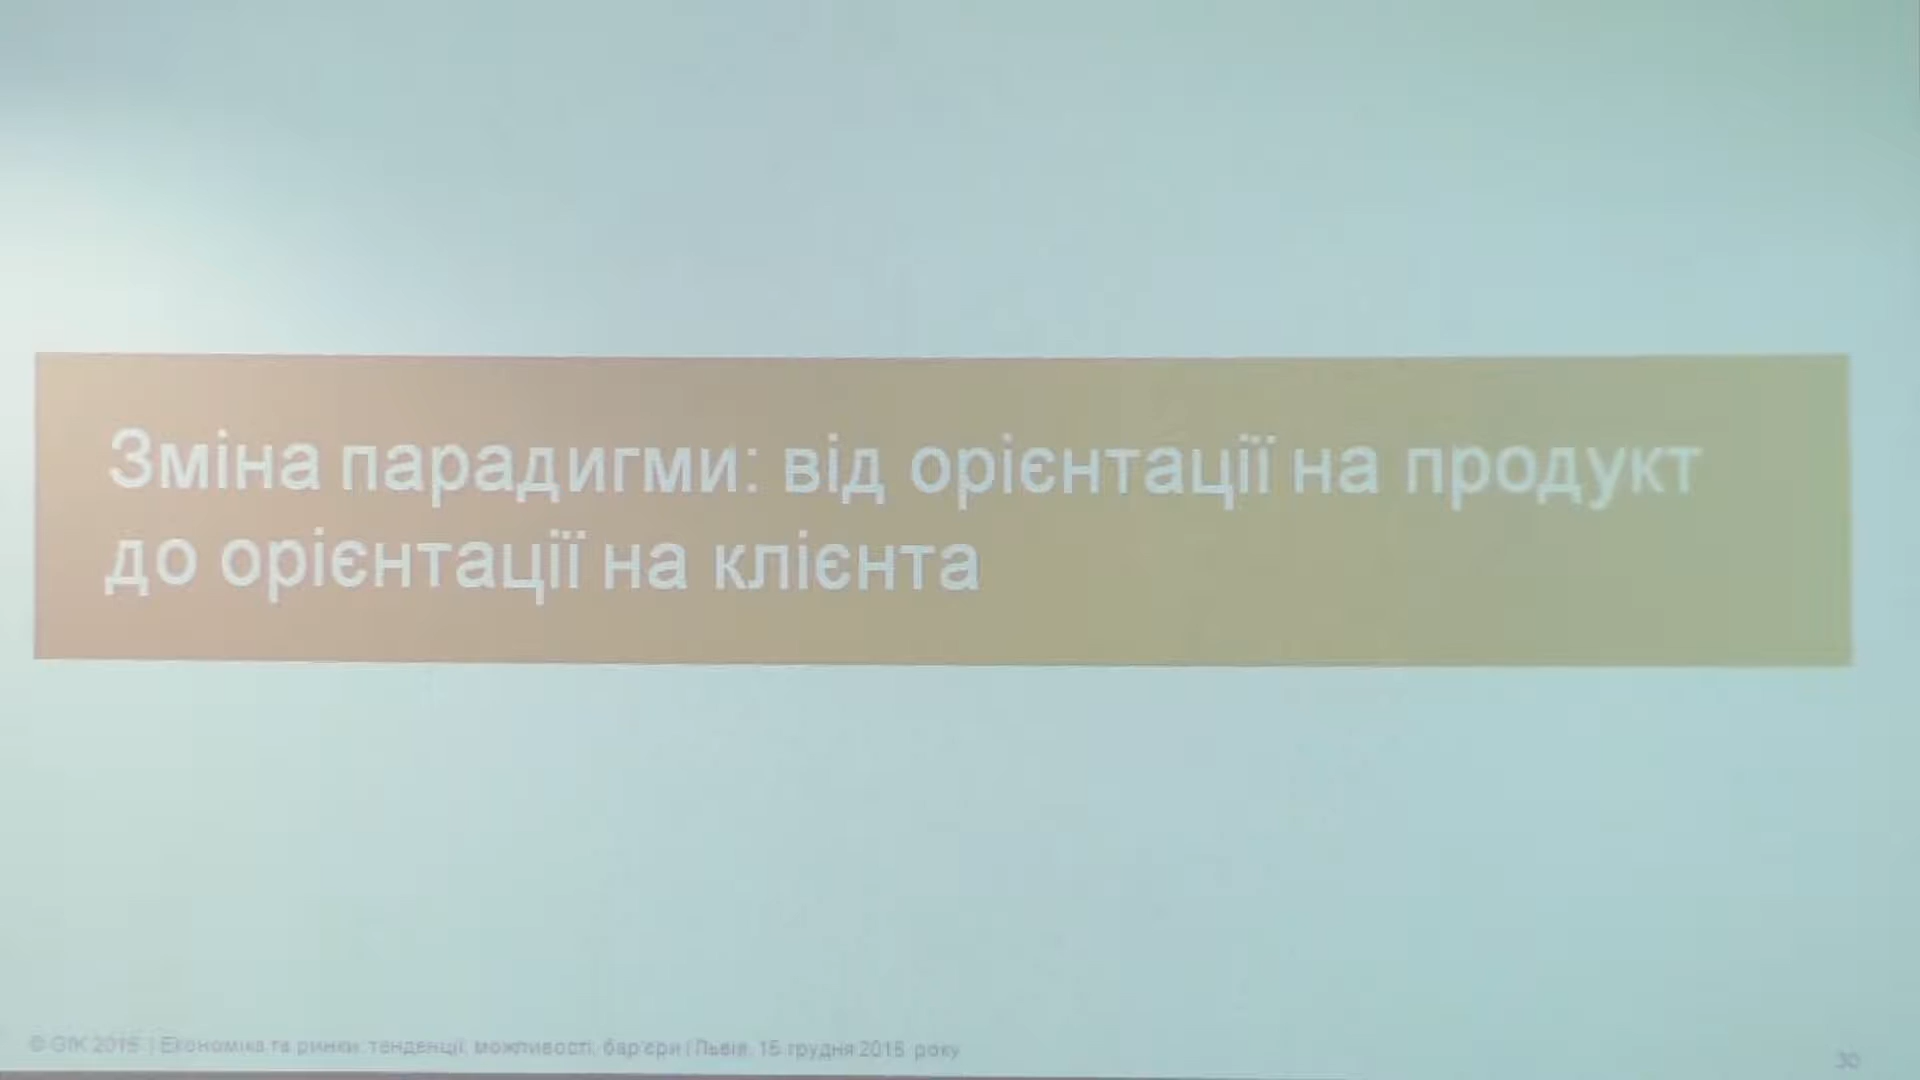 Зміна парадигми: від орієнтації на продукт
до орієнтації на клієнта
© GfK 2015 | Економіка та ринки: тенденції, можливості, бар'єри | Львів, 15 грудня 2015 року
30